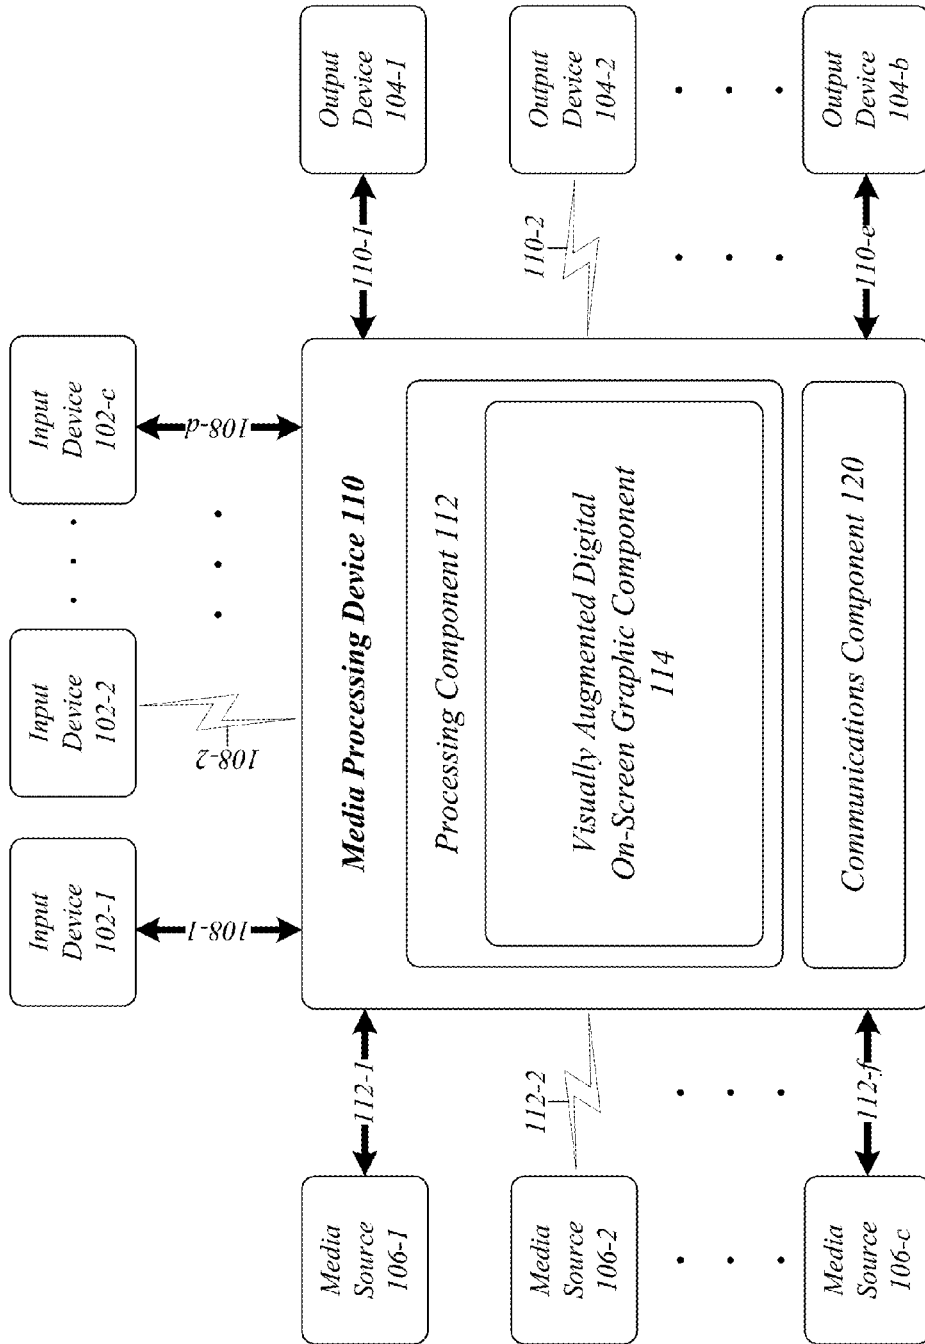 Input
Device
102-1
Input
Device
102-2
Input
Device
102-c
108-1
108-2
108-d
Media
Source
106-1
112-1
Media Processing Device 110
110-1
Output
Device
104-1
Processing Component 112
Media
Source
106-2
112-2
Visually Augmented Digital
On-Screen Graphic Component
114
110-2
Output
Device
104-2
Media
Source
106-c
112-f
Communications Component 120
110-e
Output
Device
104-b